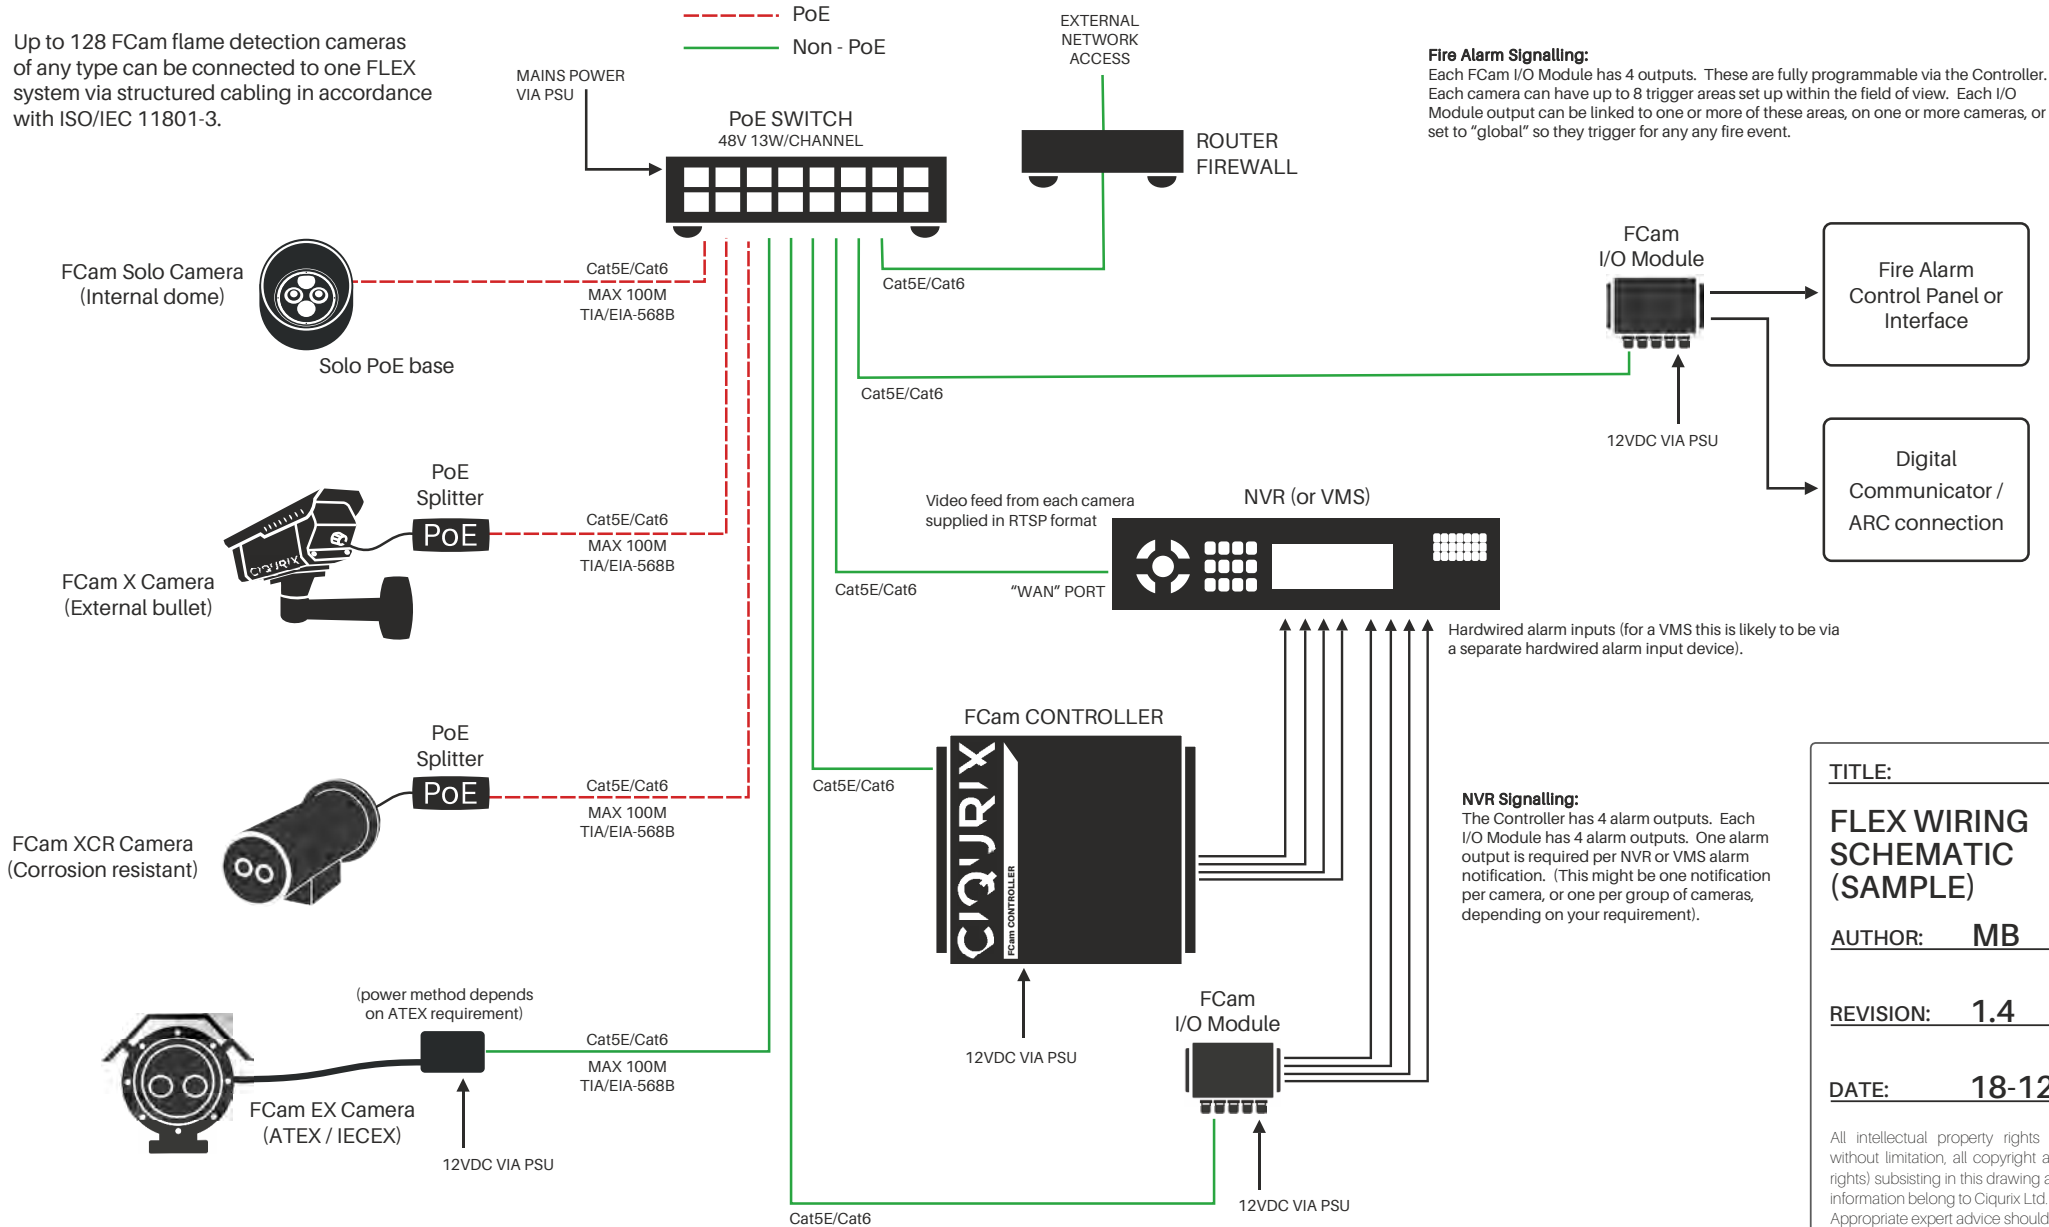 Up to 128 FCam flame detection cameras
of any type can be connected to one FLEX
system via structured cabling in accordance
with ISO/IEC 11801-3.
PoE
Non - PoE
MAINS POWER
VIA PSU
PoE SWITCH
48V 13W/CHANNEL
EXTERNAL
NETWORK
ACCESS
ROUTER
FIREWALL
Fire Alarm Signalling:
Each FCam I/O Module has 4 outputs. These are fully programmable via the Controller.
Each camera can have up to 8 trigger areas set up within the field of view. Each I/O
Module output can be linked to one or more of these areas, on one or more cameras, or
set to “global” so they trigger for any any fire event.
FCam Solo Camera
(Internal dome)
Solo PoE base
Cat5E/Cat6
MAX 100M
TIA/EIA-568B
Cat5E/Cat6
Cat5E/Cat6
FCam
I/O Module
12VDC VIA PSU
Fire Alarm
Control Panel or
Interface
Digital
Communicator /
ARC connection
PoE
Splitter
PoE
CIQURIX
FCam X Camera
(External bullet)
Cat5E/Cat6
MAX 100M
TIA/EIA-568B
Video feed from each camera
supplied in RTSP format
NVR (or VMS)
Cat5E/Cat6
“WAN” PORT
Hardwired alarm inputs (for a VMS this is likely to be via
a separate hardwired alarm input device).
PoE
Splitter
PoE
FCam XCR Camera
(Corrosion resistant)
Cat5E/Cat6
MAX 100M
TIA/EIA-568B
FCam CONTROLLER
Cat5E/Cat6
CIQURIX
FCam CONTROLLER
12VDC VIA PSU
NVR Signalling:
The Controller has 4 alarm outputs. Each
I/O Module has 4 alarm outputs. One alarm
output is required per NVR or VMS alarm
notification. (This might be one notification
per camera, or one per group of cameras,
depending on your requirement).
(power method depends
on ATEX requirement)
FCam EX Camera
(ATEX / IECEX)
12VDC VIA PSU
Cat5E/Cat6
MAX 100M
TIA/EIA-568B
FCam
I/O Module
12VDC VIA PSU
Cat5E/Cat6
TITLE:
FLEX WIRING
SCHEMATIC
(SAMPLE)
AUTHOR: MB
REVISION: 1.4
DATE: 18-12
All intellectual property rights
without limitation, all copyright a
rights) subsisting in this drawing a
information belong to Ciqurix Ltd.
Appropriate expert advice should